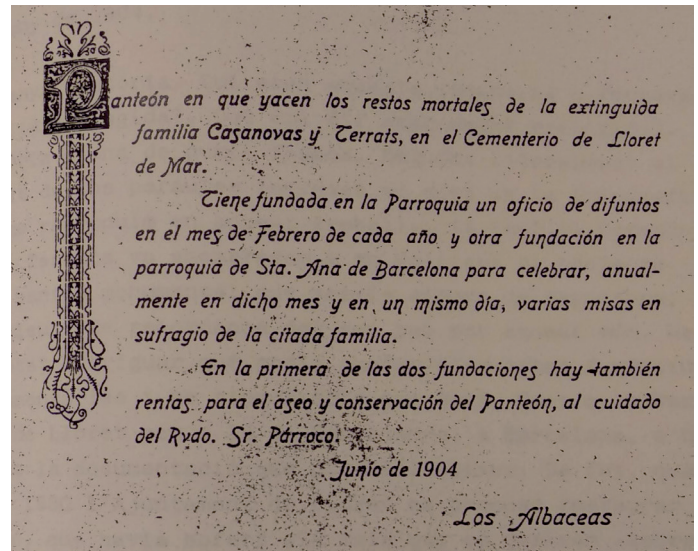 Panteón en que yacen los restos mortales de la extinguida
familia Casanovas y Terrats, en el Cementerio de Lloret
de Mar.
Tiene fundada en la Parroquia un oficio de difuntos
en el mes de Febrero de cada año y otra fundación en la
parroquia de Sta. Ana de Barcelona para celebrar, anual-
mente en dicho mes y en un mismo día, varias misas en
sufragio de la citada familia.
En la primera de las dos fundaciones hay también
rentas para el aseo y conservación del Panteón, al cuidado
del Rvdo. Sr. Párroco.
Junio de 1904
Los Albaceas